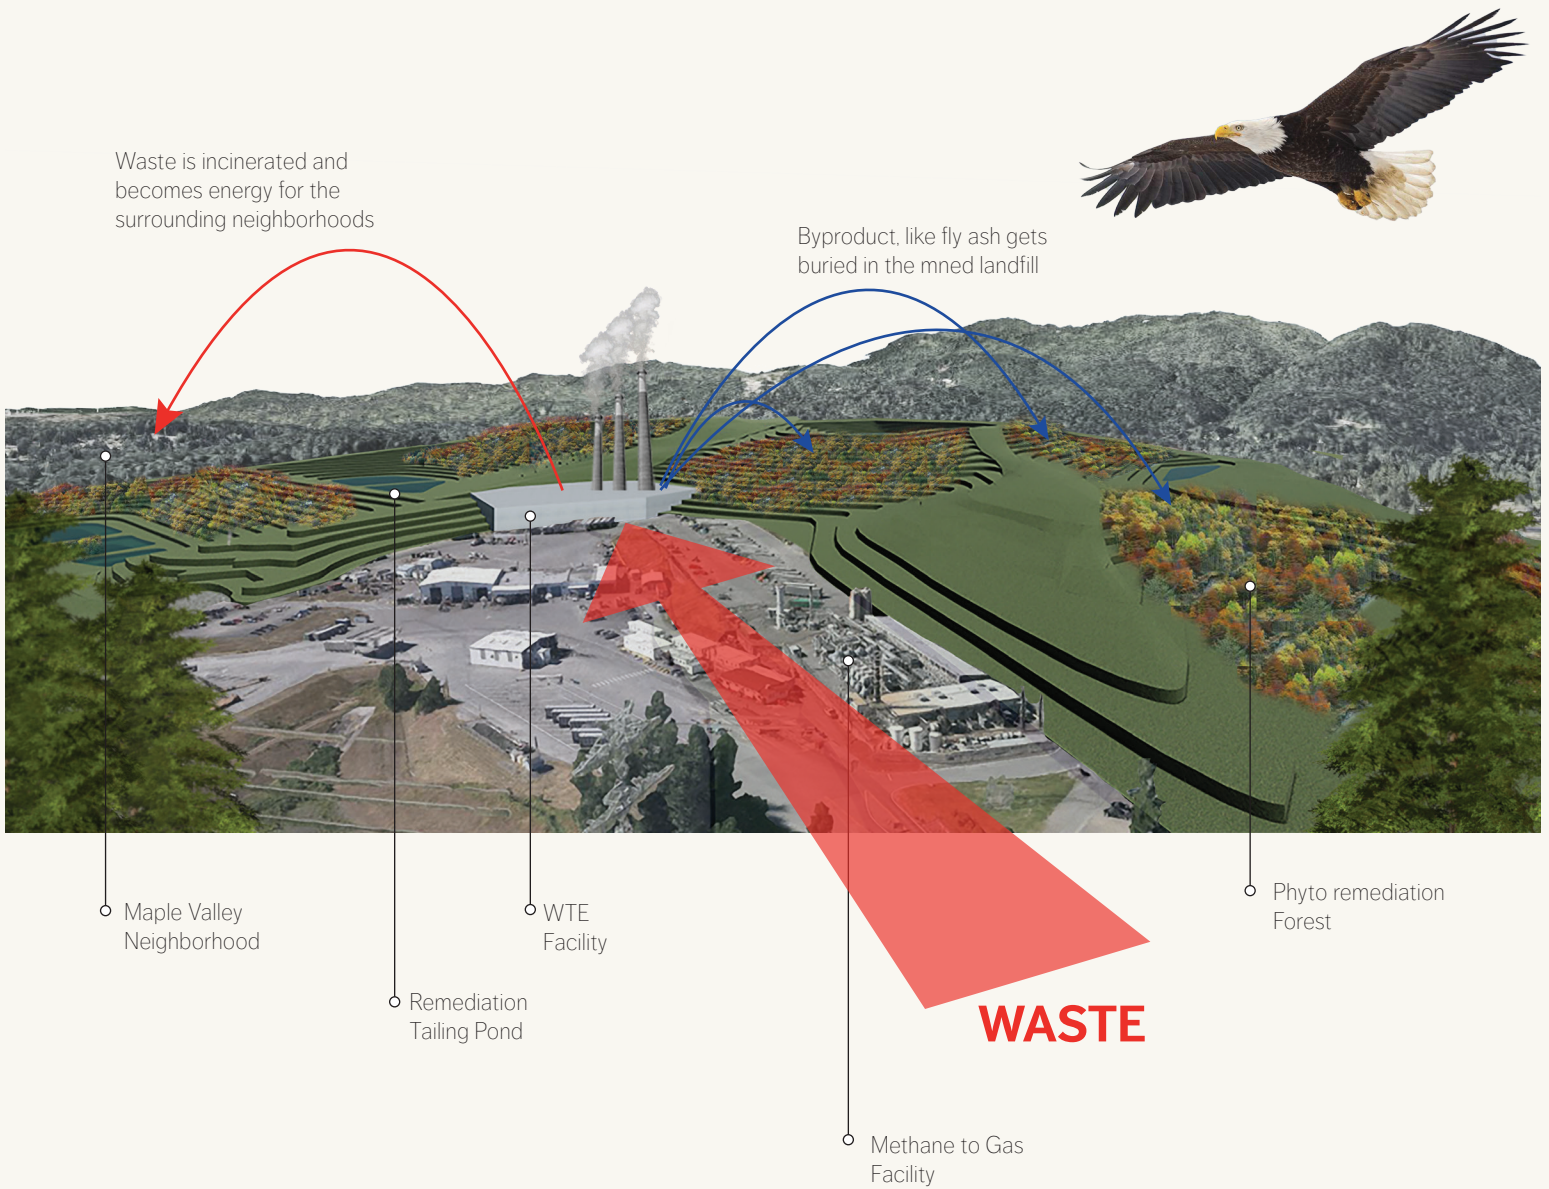 Waste is incinerated and
becomes energy for the
surrounding neighborhoods
Byproduct, like fly ash gets
buried in the mned landfill
Maple Valley
Neighborhood
WTE
Facility
Phyto remediation
Forest
Remediation
Tailing Pond
WASTE
Methane to Gas
Facility